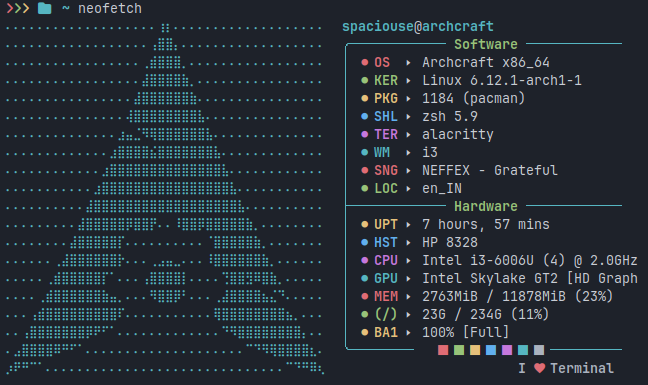 ~ neofetch
spaciouse@archcraft
Software
OS Archcraft x86_64
KER Linux 6.12.1-arch1-1
PKG 1184 (pacman)
SHL zsh 5.9
TER alacritty
WM i3
SNG NEFFEX - Grateful
LOC en_IN
Hardware
UPT 7 hours, 57 mins
HST HP 8328
CPU Intel i3-6006U (4) @ 2.0GHz
GPU Intel Skylake GT2 [HD Graph
MEM 2763MiB / 11878MiB (23%)
(/) 23G / 234G (11%)
BA1 100% [Full]
I ♥ Terminal